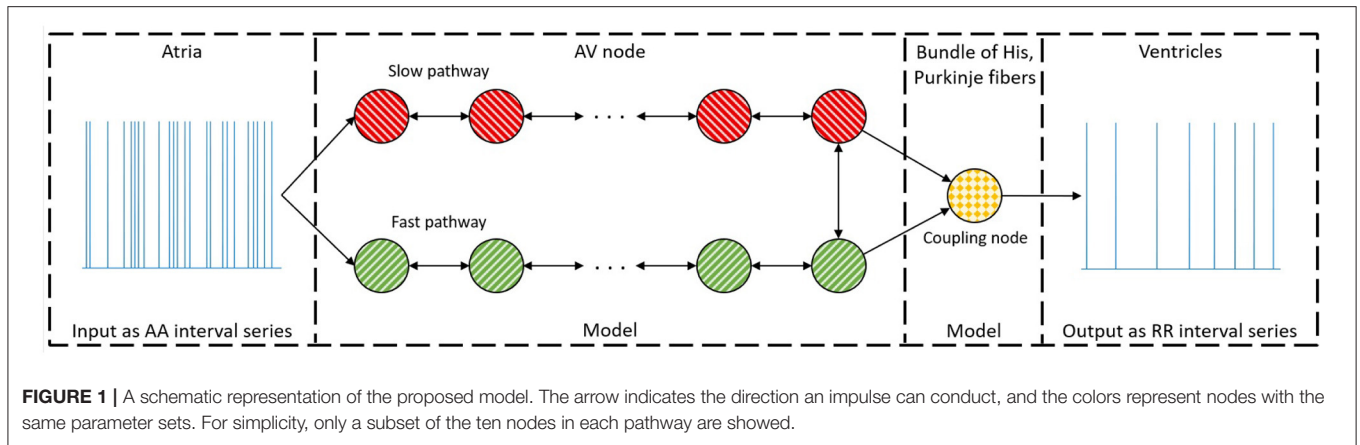 Atria
AV node
Bundle of His,
Purkinje fibers
Ventricles
Slow pathway
. . .
Fast pathway
. . .
Coupling node
Input as AA interval series
Model
Model
Output as RR interval series
FIGURE 1 | A schematic representation of the proposed model. The arrow indicates the direction an impulse can conduct, and the colors represent nodes with the
same parameter sets. For simplicity, only a subset of the ten nodes in each pathway are showed.